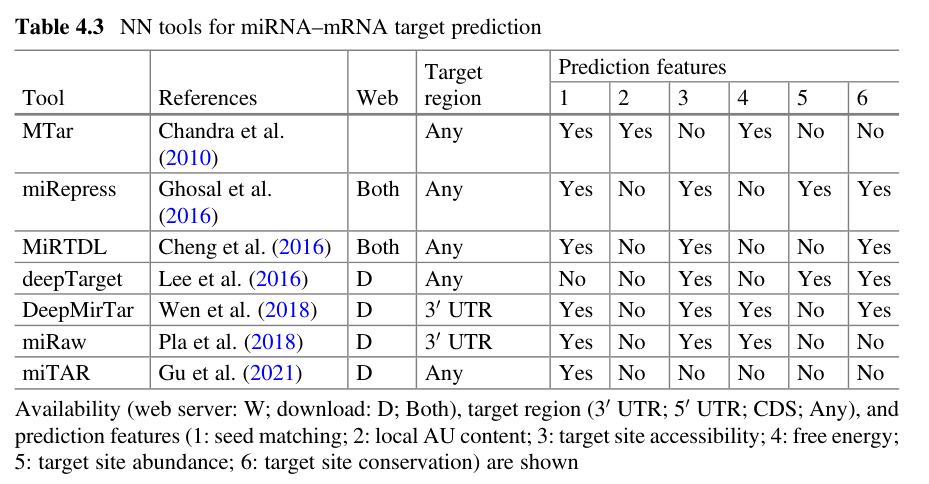 Table 4.3 NN tools for miRNA–mRNA target prediction
Tool References Web Target region Prediction features
1 2 3 4 5 6
MTar Chandra et al. (2010) Any Yes Yes No Yes No No
miRepress Ghosal et al. (2016) Both Any Yes No Yes No Yes Yes
MiRTDL Cheng et al. (2016) Both Any Yes No Yes No No Yes
deepTarget Lee et al. (2016) D Any No No Yes No Yes Yes
DeepMirTar Wen et al. (2018) D 3′ UTR Yes No Yes Yes No Yes
miRaw Pla et al. (2018) D 3′ UTR Yes No Yes Yes No No
miTAR Gu et al. (2021) D Any Yes No No No No No
Availability (web server: W; download: D; Both), target region (3′ UTR; 5′ UTR; CDS; Any), and
prediction features (1: seed matching; 2: local AU content; 3: target site accessibility; 4: free energy;
5: target site abundance; 6: target site conservation) are shown